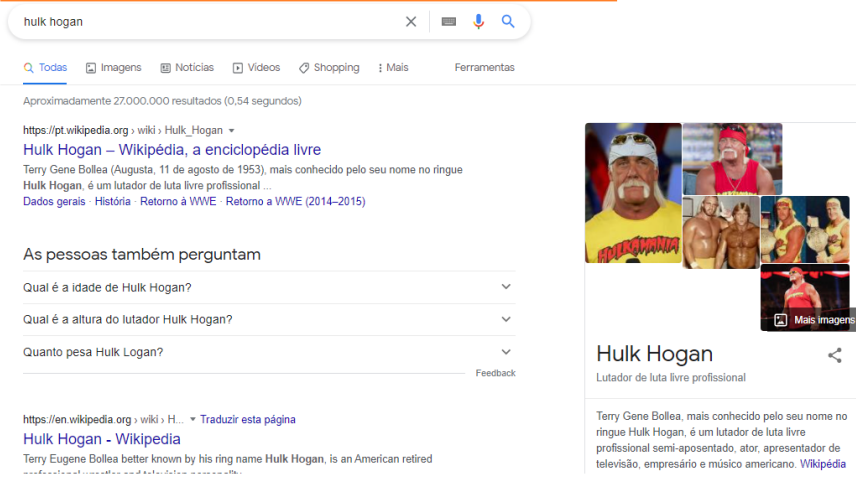 hulk hogan
Todas
Imagens
Notícias
Vídeos
Shopping
Mais
Ferramentas
Aproximadamente 27.000.000 resultados (0,54 segundos)
https://pt.wikipedia.org › wiki › Hulk_Hogan
Hulk Hogan – Wikipédia, a enciclopédia livre
Terry Gene Bollea (Augusta, 11 de agosto de 1953), mais conhecido pelo seu nome no ringue
Hulk Hogan, é um lutador de luta livre profissional ...
Dados gerais · História · Retorno à WWE · Retorno a WWE (2014–2015)
As pessoas também perguntam
Qual é a idade de Hulk Hogan?
Qual é a altura do lutador Hulk Hogan?
Quanto pesa Hulk Logan?
Feedback
https://en.wikipedia.org › wiki › H... Traduzir esta página
Hulk Hogan - Wikipedia
Terry Eugene Bollea better known by his ring name Hulk Hogan, is an American retired
professional wrestler and television personality
HULKAMANIA
Mais imagens
Hulk Hogan
Lutador de luta livre profissional
Terry Gene Bollea, mais conhecido pelo seu nome no
ringue Hulk Hogan, é um lutador de luta livre
profissional semi-aposentado, ator, apresentador de
televisão, empresário e músico americano. Wikipédia